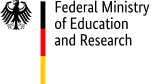 Federal Ministry
of Education
and Research